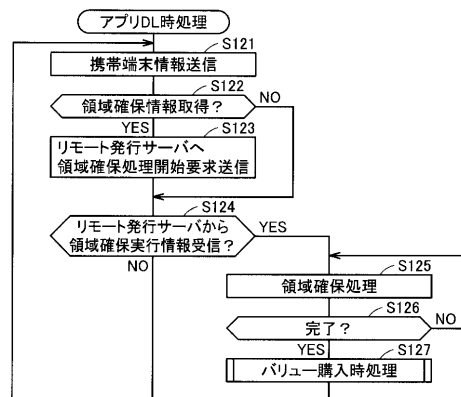 アプリDL時処理
S121
携帯端末情報送信
S122
領域確保情報取得？
NO
YES
S123
リモート発行サーバへ
領域確保処理開始要求送信
S124
リモート発行サーバから
領域確保実行情報受信？
YES
NO
S125
領域確保処理
S126
完了？
NO
YES
S127
バリュー購入時処理